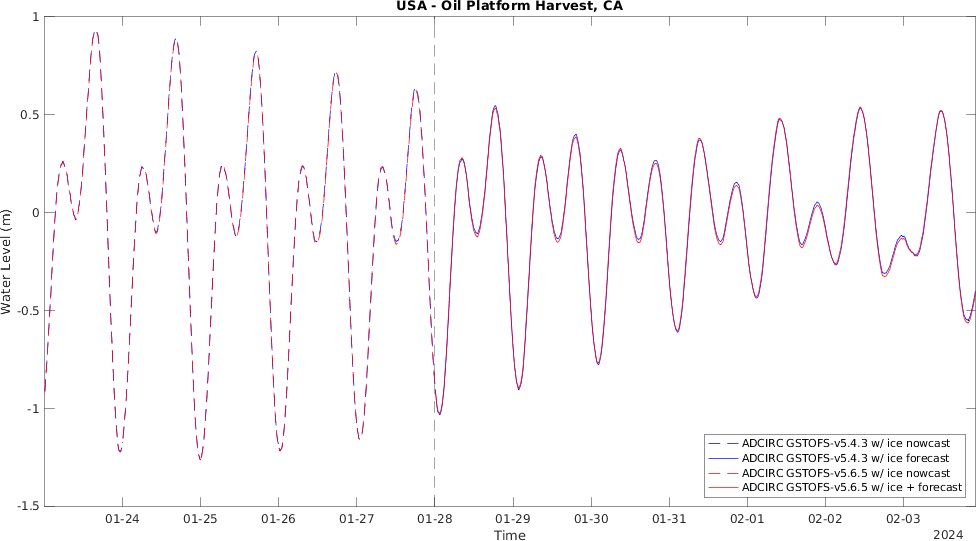 USA - Oil Platform Harvest, CA
1
0.5
0
-0.5
-1
-1.5
Water Level (m)
ADCIRC GSTOFS-v5.4.3 w/ ice nowcast
ADCIRC GSTOFS-v5.4.3 w/ ice forecast
ADCIRC GSTOFS-v5.6.5 w/ ice nowcast
ADCIRC GSTOFS-v5.6.5 w/ ice + forecast
01-24 01-25 01-26 01-27 01-28 01-29 01-30 01-31 02-01 02-02 02-03
Time
2024